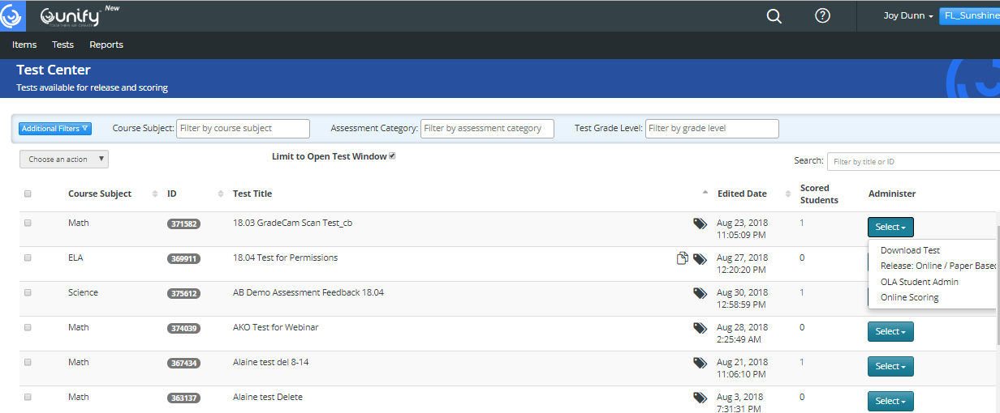 unify New
TOGETHER WE CREATE
Joy Dunn
FL_Sunshine
Items Tests Reports
Test Center
Tests available for release and scoring
Additional Filters Course Subject: Filter by course subject Assessment Category: Filter by assessment category Test Grade Level: Filter by grade level
Choose an action Limit to Open Test Window
Search: Filter by title or ID
Course Subject ID Test Title Edited Date Scored Students Administer
Math 371582 18.03 GradeCam Scan Test_cb Aug 23, 2018 1 Select
11:05:09 PM
Download Test
Release: Online / Paper Based
OLA Student Admin
Online Scoring
ELA 369911 18.04 Test for Permissions Aug 27, 2018 0
12:20:20 PM
Science 375612 AB Demo Assessment Feedback 18.04 Aug 30, 2018 1
12:58:59 PM
Math 374039 AKO Test for Webinar Aug 28, 2018 0 Select
2:25:49 AM
Math 367434 Alaine test del 8-14 Aug 21, 2018 1 Select
11:06:10 PM
Math 363137 Alaine test Delete Aug 3, 2018 0 Select
7:31:31 PM